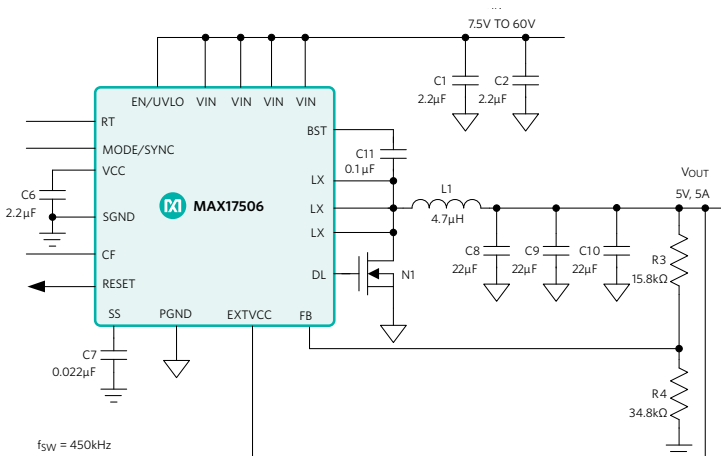 7.5V TO 60V
C1
2.2µF
C2
2.2µF
EN/UVLO VIN VIN VIN VIN
RT
MODE/SYNC
VCC
SGND
CF
RESET
SS PGND EXTVCC FB
BST
LX
LX
LX
DL
MAX17506
C6
2.2µF
C7
0.022µF
C11
0.1µF
L1
4.7µH
N1
C8
22µF
C9
22µF
C10
22µF
VOUT
5V, 5A
R3
15.8kΩ
R4
34.8kΩ
fSW = 450kHz